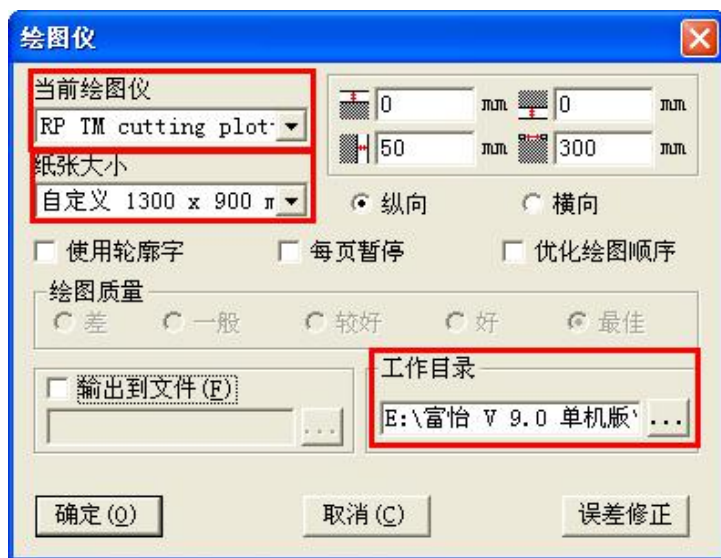 绘图仪
当前绘图仪
RP TM cutting plot
纸张大小
自定义 1300 x 900 m
0 mm 0 mm
50 mm 300 mm
纵向 横向
使用轮廓字 每页暂停 优化绘图顺序
绘图质量
差 一般 较好 好 最佳
输出到文件(F)
...
工作目录
E:\富怡 V 9.0 单机版\ ...
确定(O) 取消(C) 误差修正